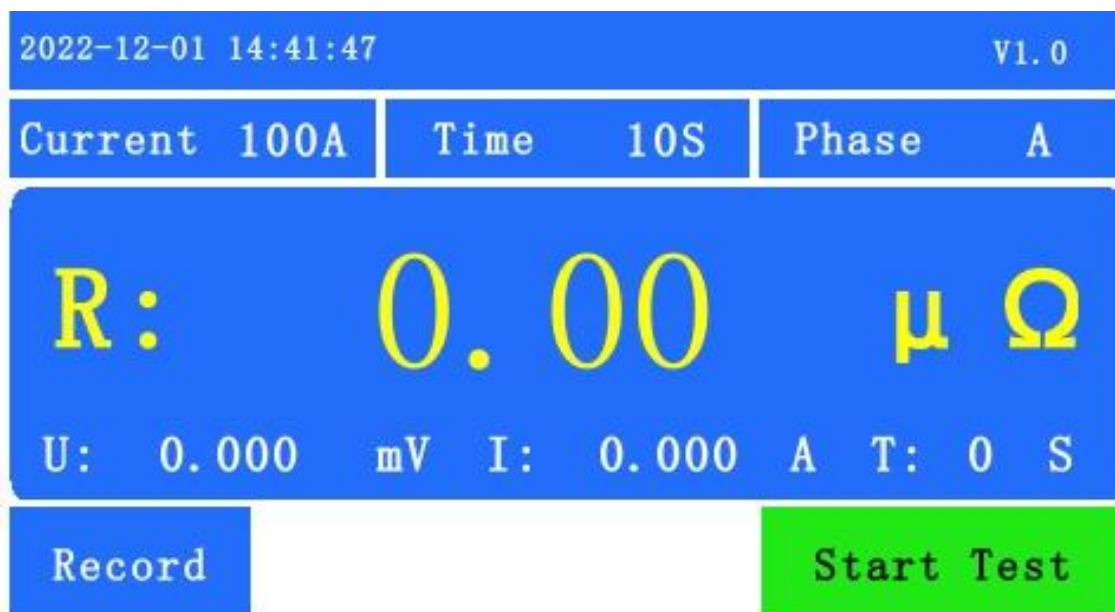 2022-12-01 14:41:47 V1.0
Current 100A Time 10S Phase A
R: 0.00 μ Ω
U: 0.000 mV I: 0.000 A T: 0 S
Record Start Test